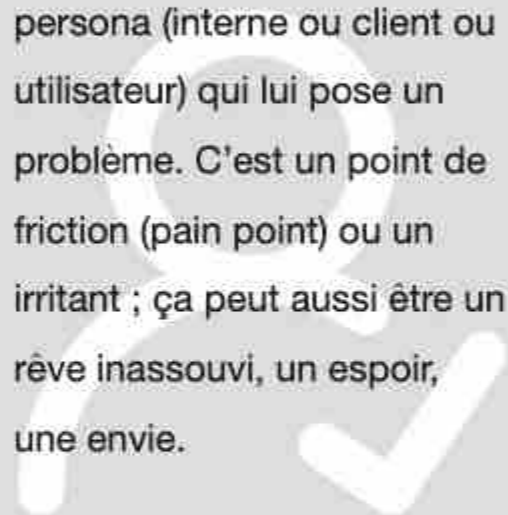 persona (interne ou client ou
utilisateur) qui lui pose un
problème. C'est un point de
friction (pain point) ou un
irritant ; ça peut aussi être un
rêve inassouvi, un espoir,
une envie.